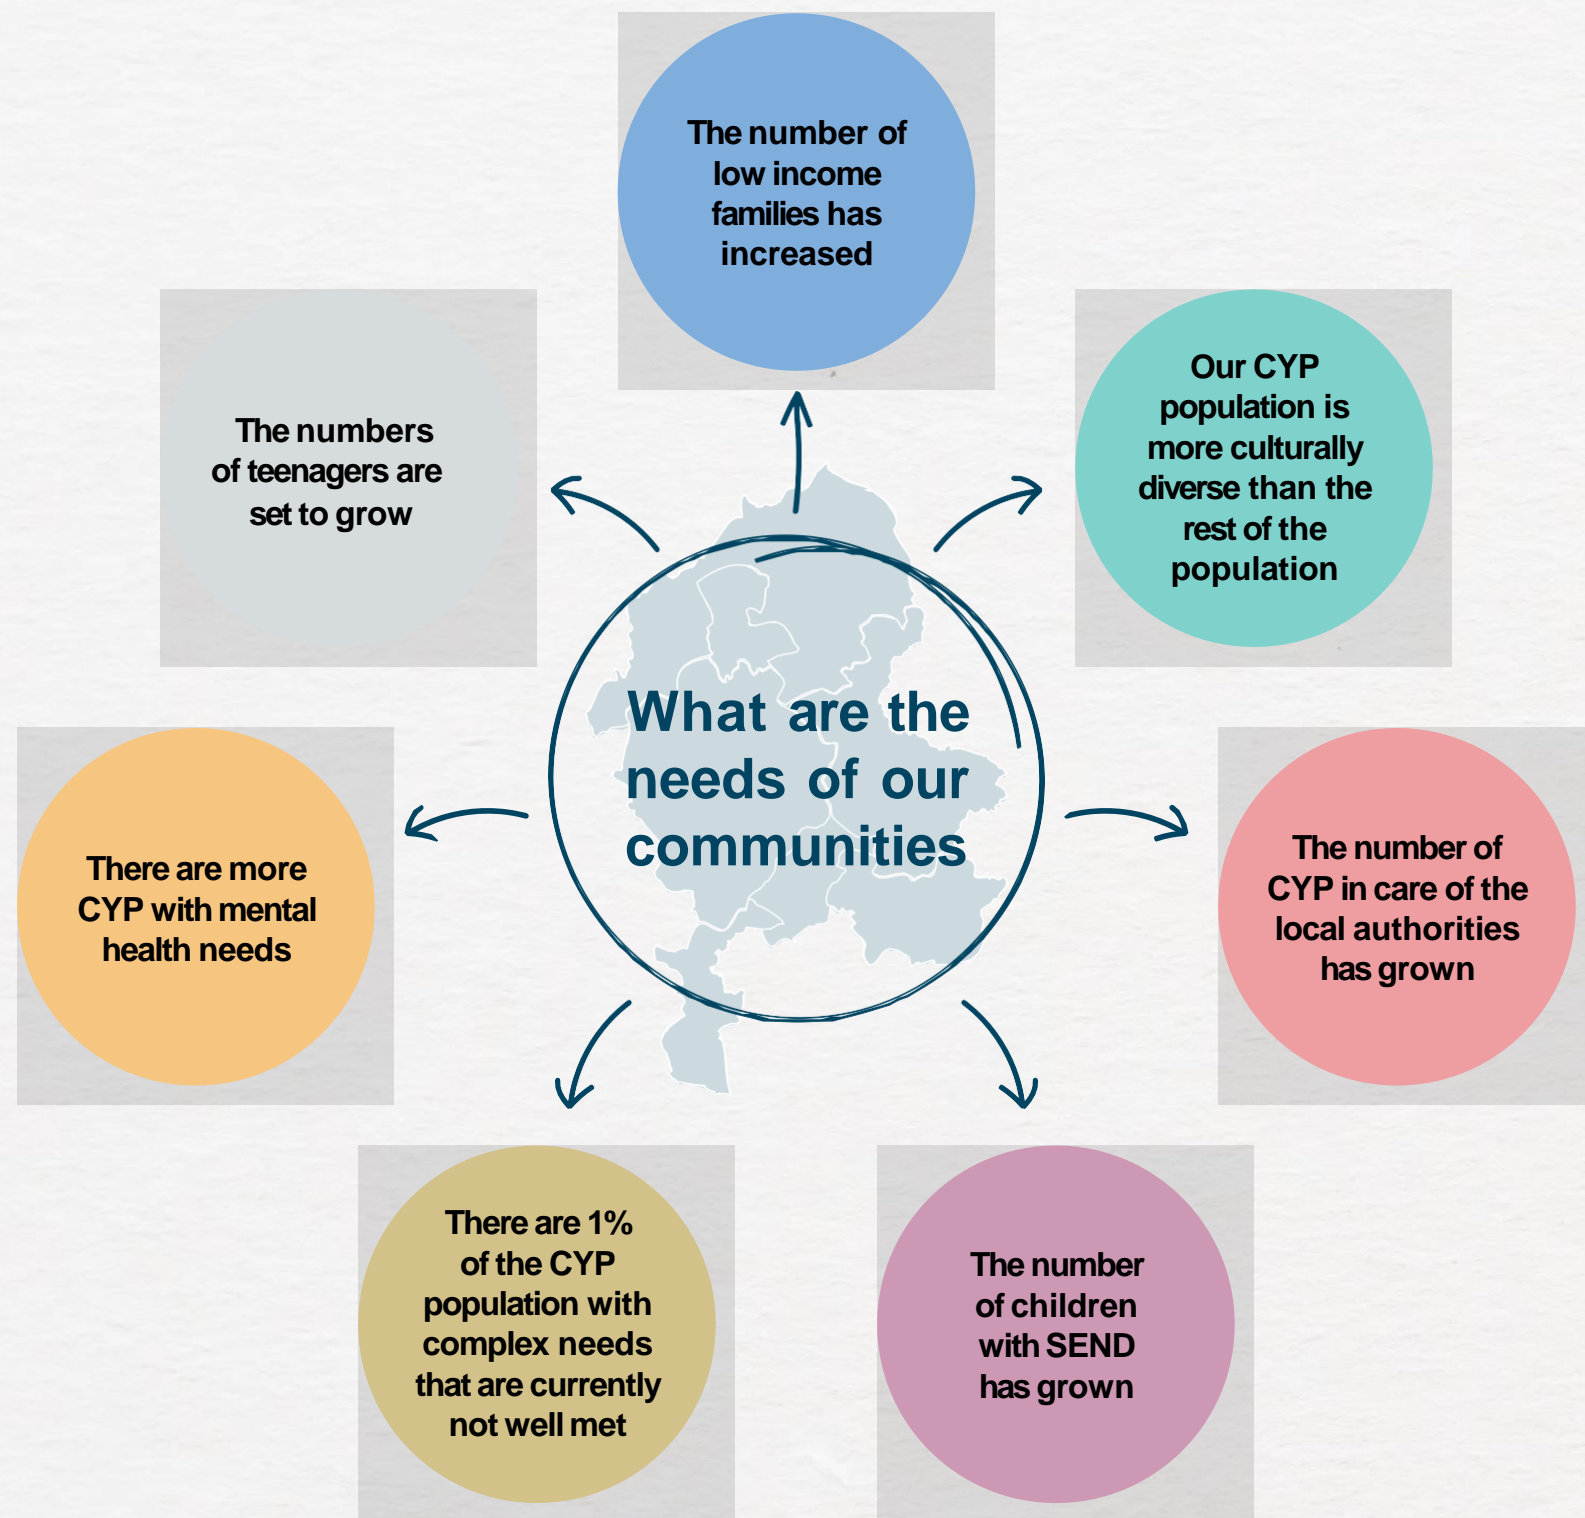 The number of
low income
families has
increased
Our CYP
population is
more culturally
diverse than the
rest of the
population
The numbers
of teenagers are
set to grow
What are the
needs of our
communities
The number of
CYP in care of the
local authorities
has grown
There are more
CYP with mental
health needs
There are 1%
of the CYP
population with
complex needs
that are currently
not well met
The number
of children
with SEND
has grown